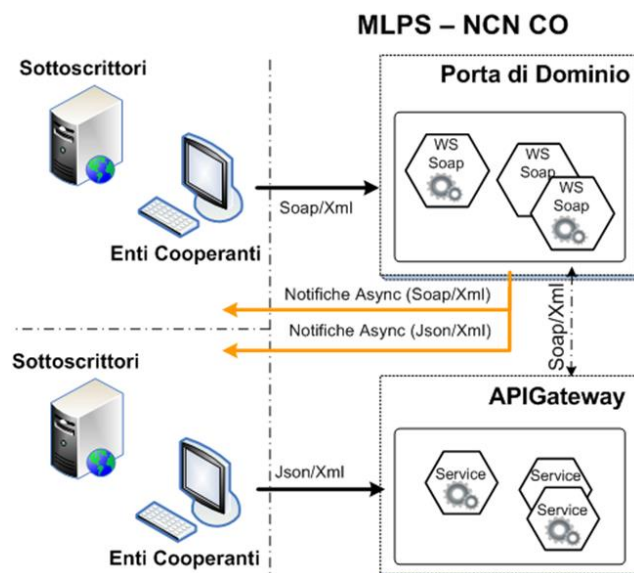 MLPS – NCN CO
Sottoscrittori
Porta di Dominio
WS
Soap
WS
Soap
WS
Soap
Soap/Xml
Enti Cooperanti
Notifiche Async (Soap/Xml)
Notifiche Async (Json/Xml)
Soap/Xml
Sottoscrittori
APIGateway
Service
Service
Service
Json/Xml
Enti Cooperanti